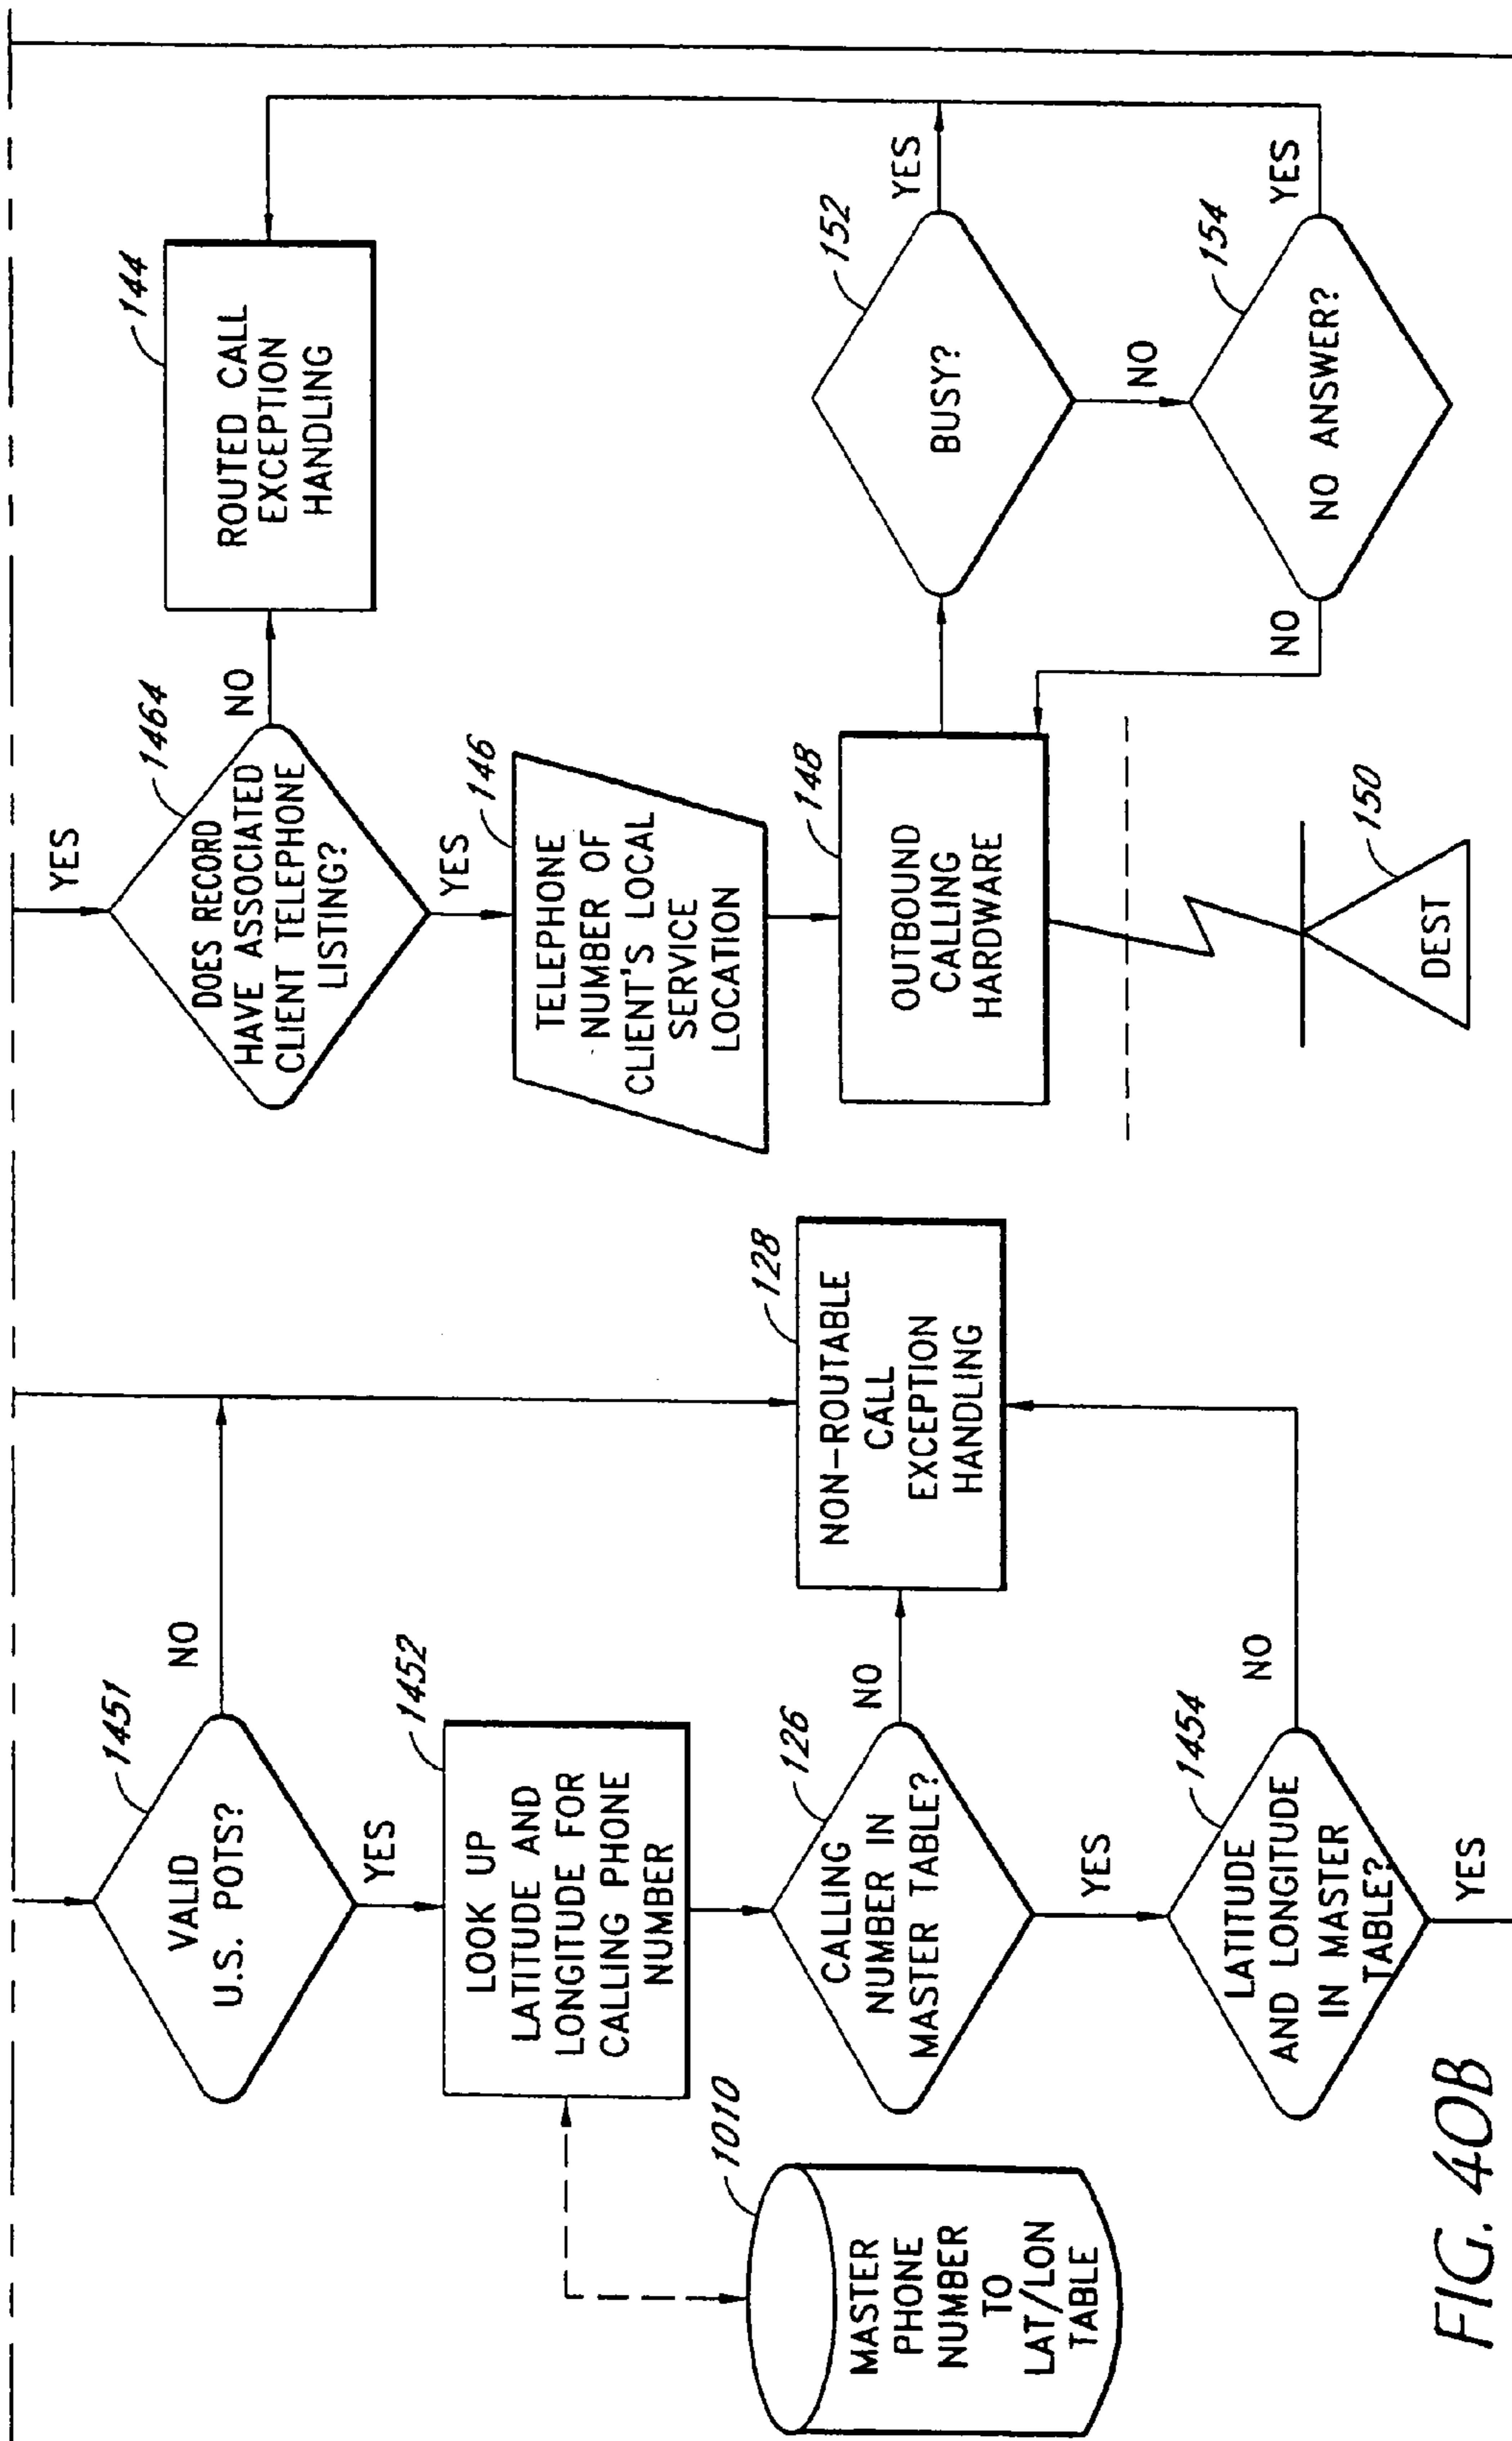 1451
VALID
U.S. POTS?
NO
YES
1452
LOOK UP
LATITUDE AND
LONGITUDE FOR
CALLING PHONE
NUMBER
1010
MASTER
PHONE
NUMBER
TO
LAT/LON
TABLE
126
CALLING
NUMBER IN
MASTER TABLE?
NO
YES
128
NON-ROUTABLE
CALL
EXCEPTION
HANDLING
1454
LATITUDE
AND LONGITUDE
IN MASTER
TABLE?
NO
YES
YES
1464
DOES RECORD
HAVE ASSOCIATED
CLIENT TELEPHONE
LISTING?
NO
YES
144
ROUTED CALL
EXCEPTION
HANDLING
146
TELEPHONE
NUMBER OF
CLIENT'S LOCAL
SERVICE
LOCATION
148
OUTBOUND
CALLING
HARDWARE
152
BUSY?
YES
NO
154
NO ANSWER?
YES
NO
150
DEST
FIG. 40B